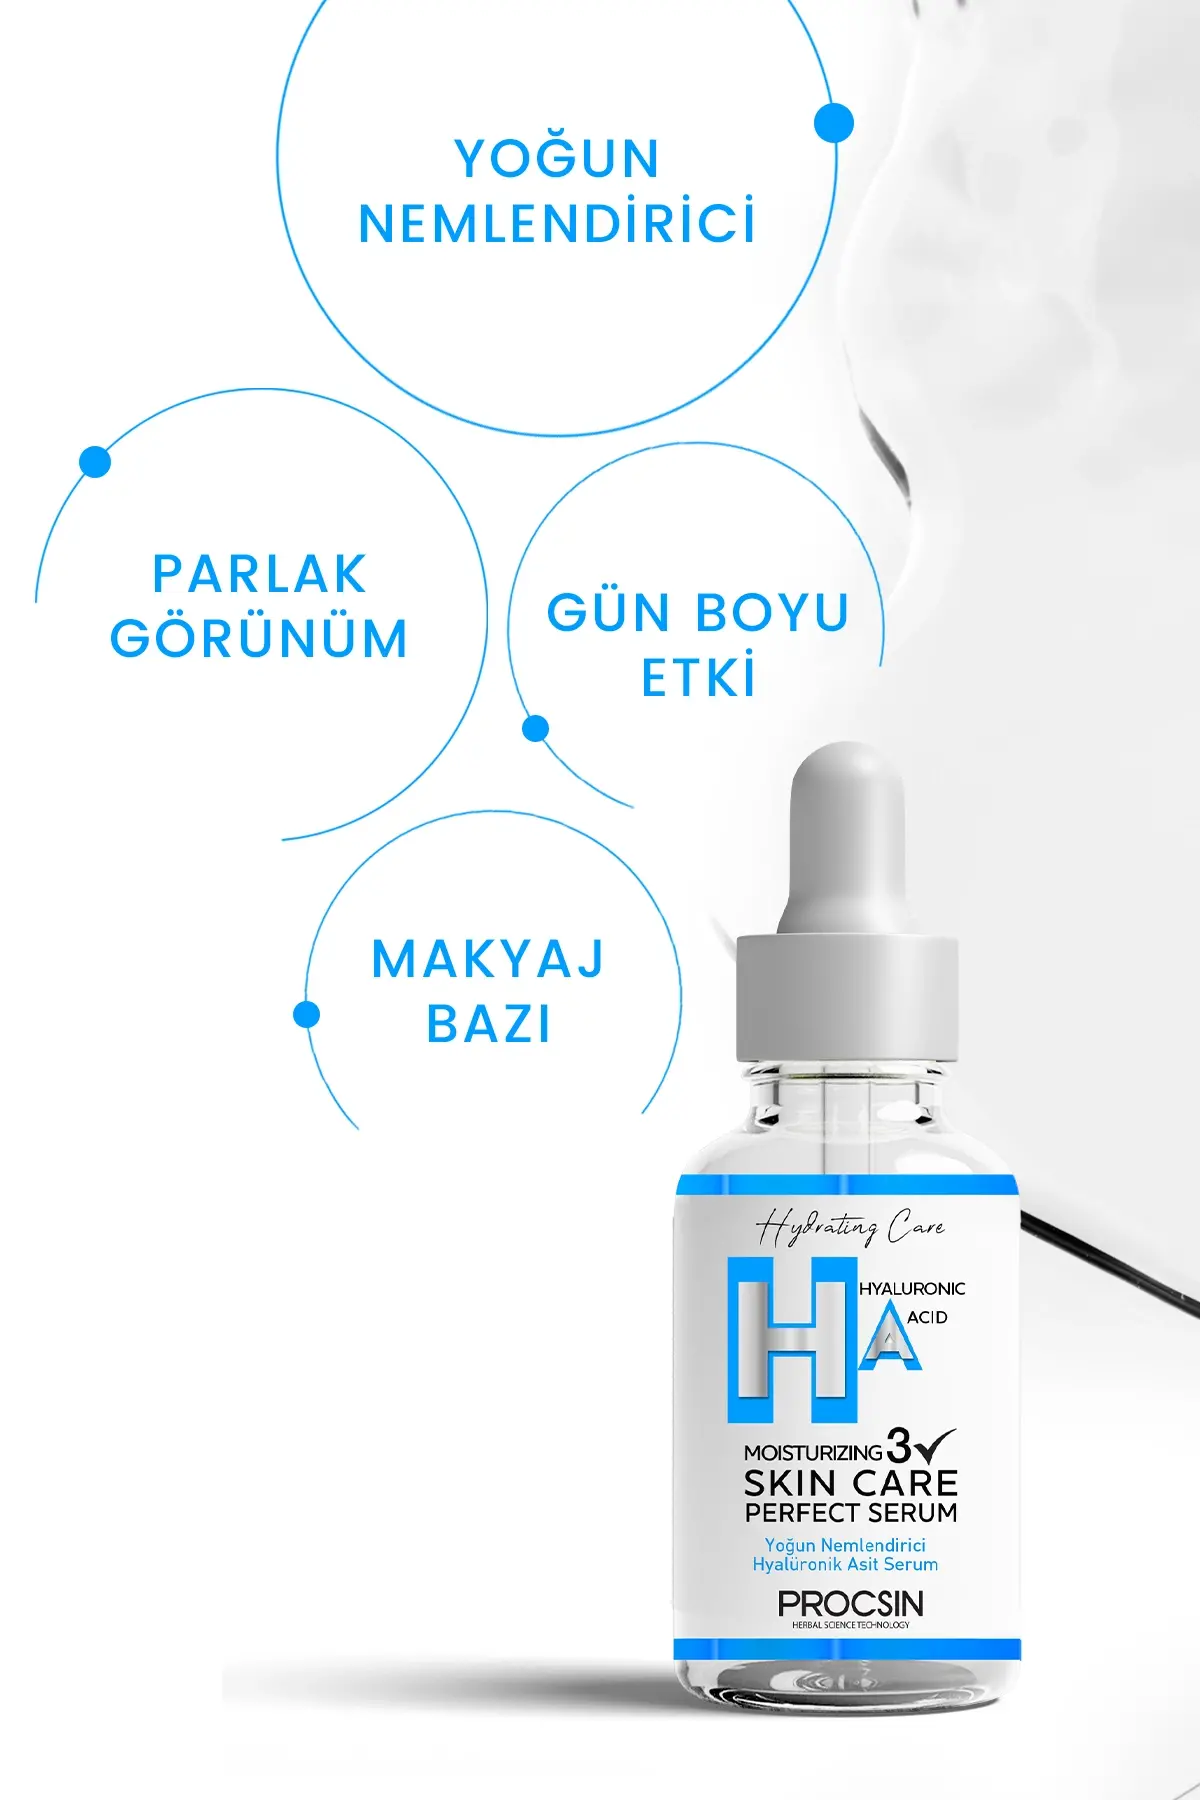 YOĞUN
NEMLENDİRİCİ
PARLAK
GÖRÜNÜM
GÜN BOYU
ETKİ
MAKYAJ
BAZI
Hydrating Care
HA
HYALURONIC
ACID
MOISTURIZING 3✓
SKIN CARE
PERFECT SERUM
Yoğun Nemlendirici
Hyalüronik Asit Serum
PROCSIN
HERBAL SCIENCE TECHNOLOGY